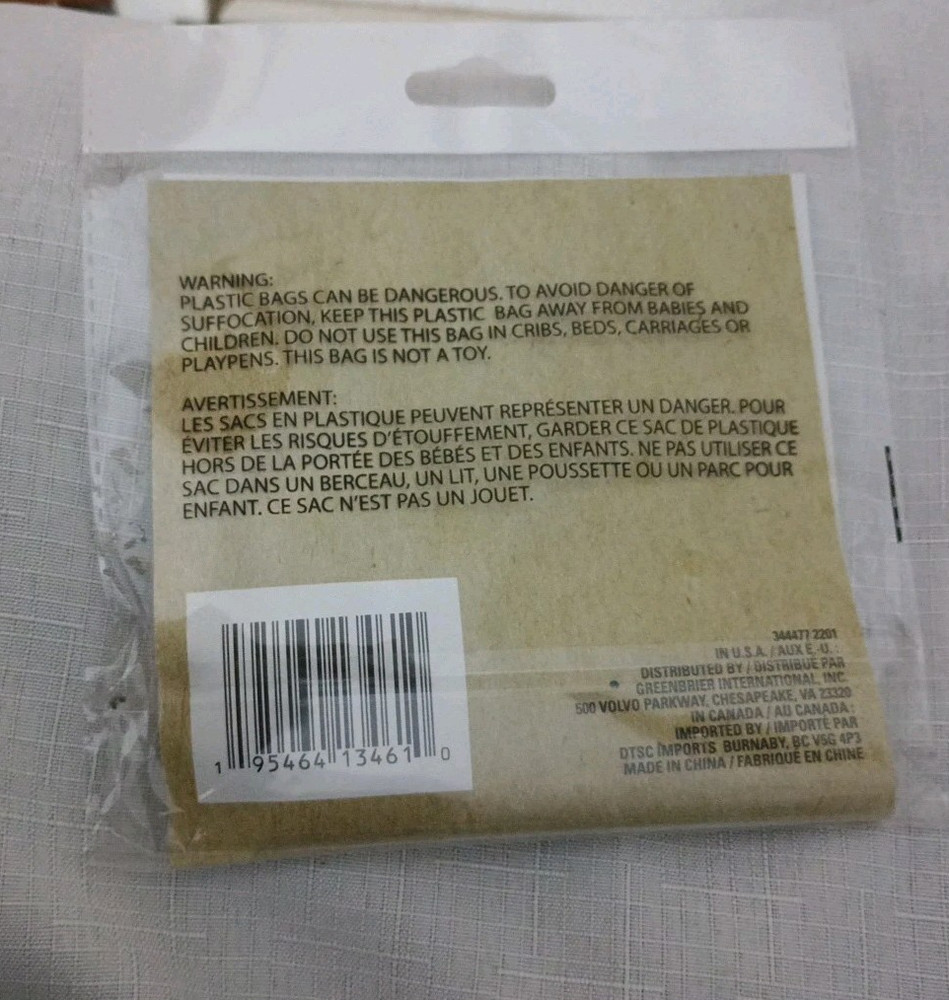 WARNING:
PLASTIC BAGS CAN BE DANGEROUS. TO AVOID DANGER OF
SUFFOCATION, KEEP THIS PLASTIC BAG AWAY FROM BABIES AND
CHILDREN. DO NOT USE THIS BAG IN CRIBS, BEDS, CARRIAGES OR
PLAYPENS. THIS BAG IS NOT A TOY.
AVERTISSEMENT:
LES SACS EN PLASTIQUE PEUVENT REPRÉSENTER UN DANGER. POUR
ÉVITER LES RISQUES D'ÉTOUFFEMENT, GARDER CE SAC DE PLASTIQUE
HORS DE LA PORTÉE DES BÉBÉS ET DES ENFANTS. NE PAS UTILISER CE
SAC DANS UN BERCEAU, UN LIT, UNE POUSSETTE OU UN PARC POUR
ENFANT. CE SAC N'EST PAS UN JOUET.
1 95464 13461 0
344477 2201
IN U.S.A. / AUX É.-U. :
DISTRIBUTED BY / DISTRIBUÉ PAR
GREENBRIER INTERNATIONAL, INC.
500 VOLVO PARKWAY, CHESAPEAKE, VA 23320
IN CANADA / AU CANADA :
IMPORTED BY / IMPORTÉ PAR
DTSC IMPORTS BURNABY, BC V5G 4P3
MADE IN CHINA / FABRIQUÉ EN CHINE